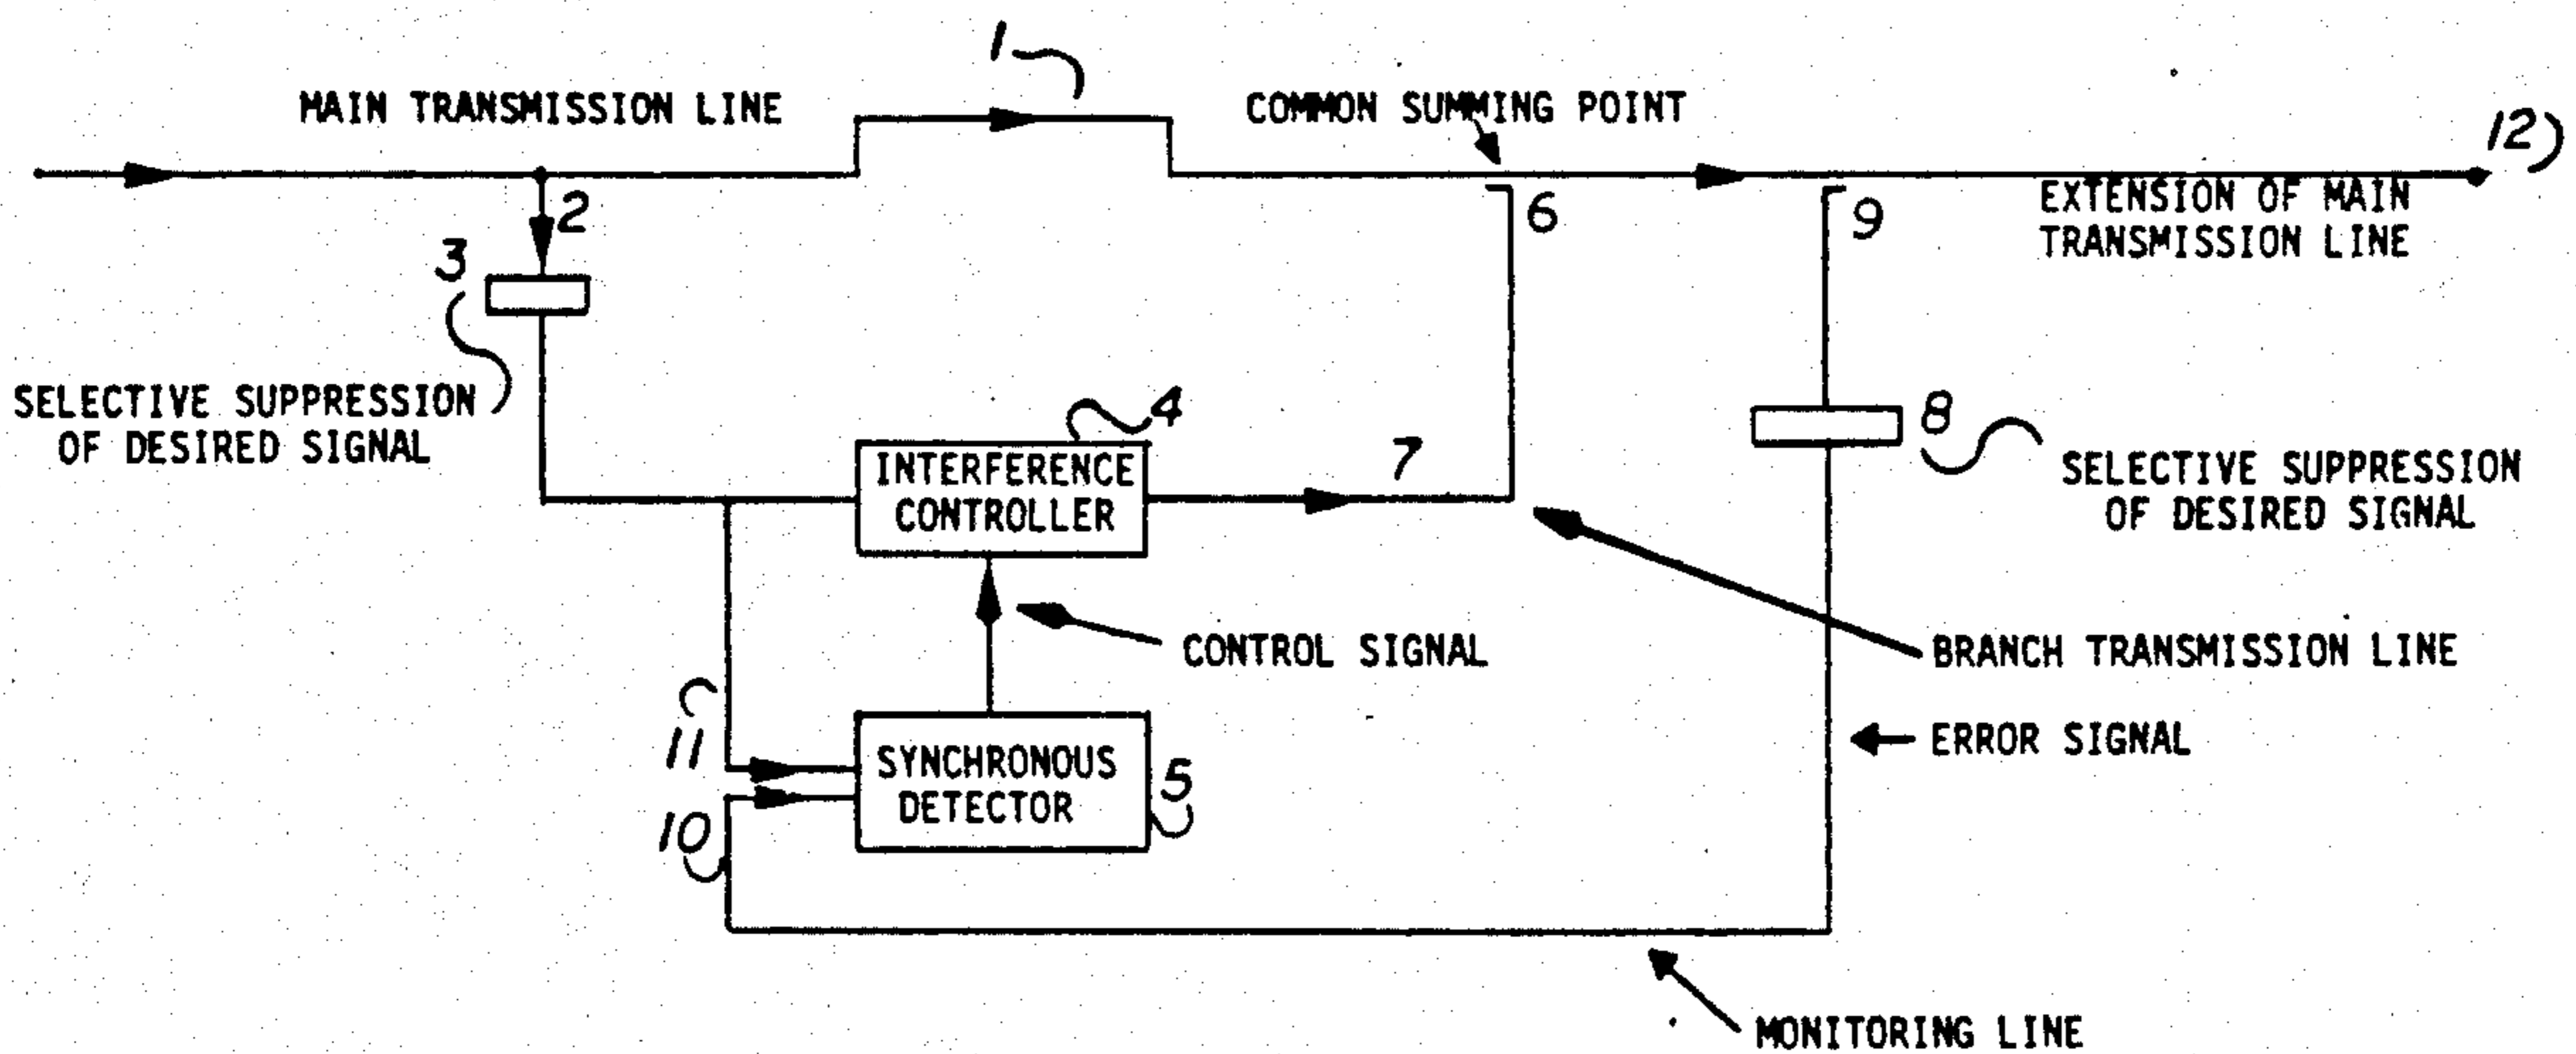 1
MAIN TRANSMISSION LINE
COMMON SUMMING POINT
12)
2
6
9
EXTENSION OF MAIN
TRANSMISSION LINE
3
SELECTIVE SUPPRESSION
OF DESIRED SIGNAL
4
INTERFERENCE
CONTROLLER
7
8
SELECTIVE SUPPRESSION
OF DESIRED SIGNAL
CONTROL SIGNAL
BRANCH TRANSMISSION LINE
11
SYNCHRONOUS
DETECTOR
5
ERROR SIGNAL
10
MONITORING LINE